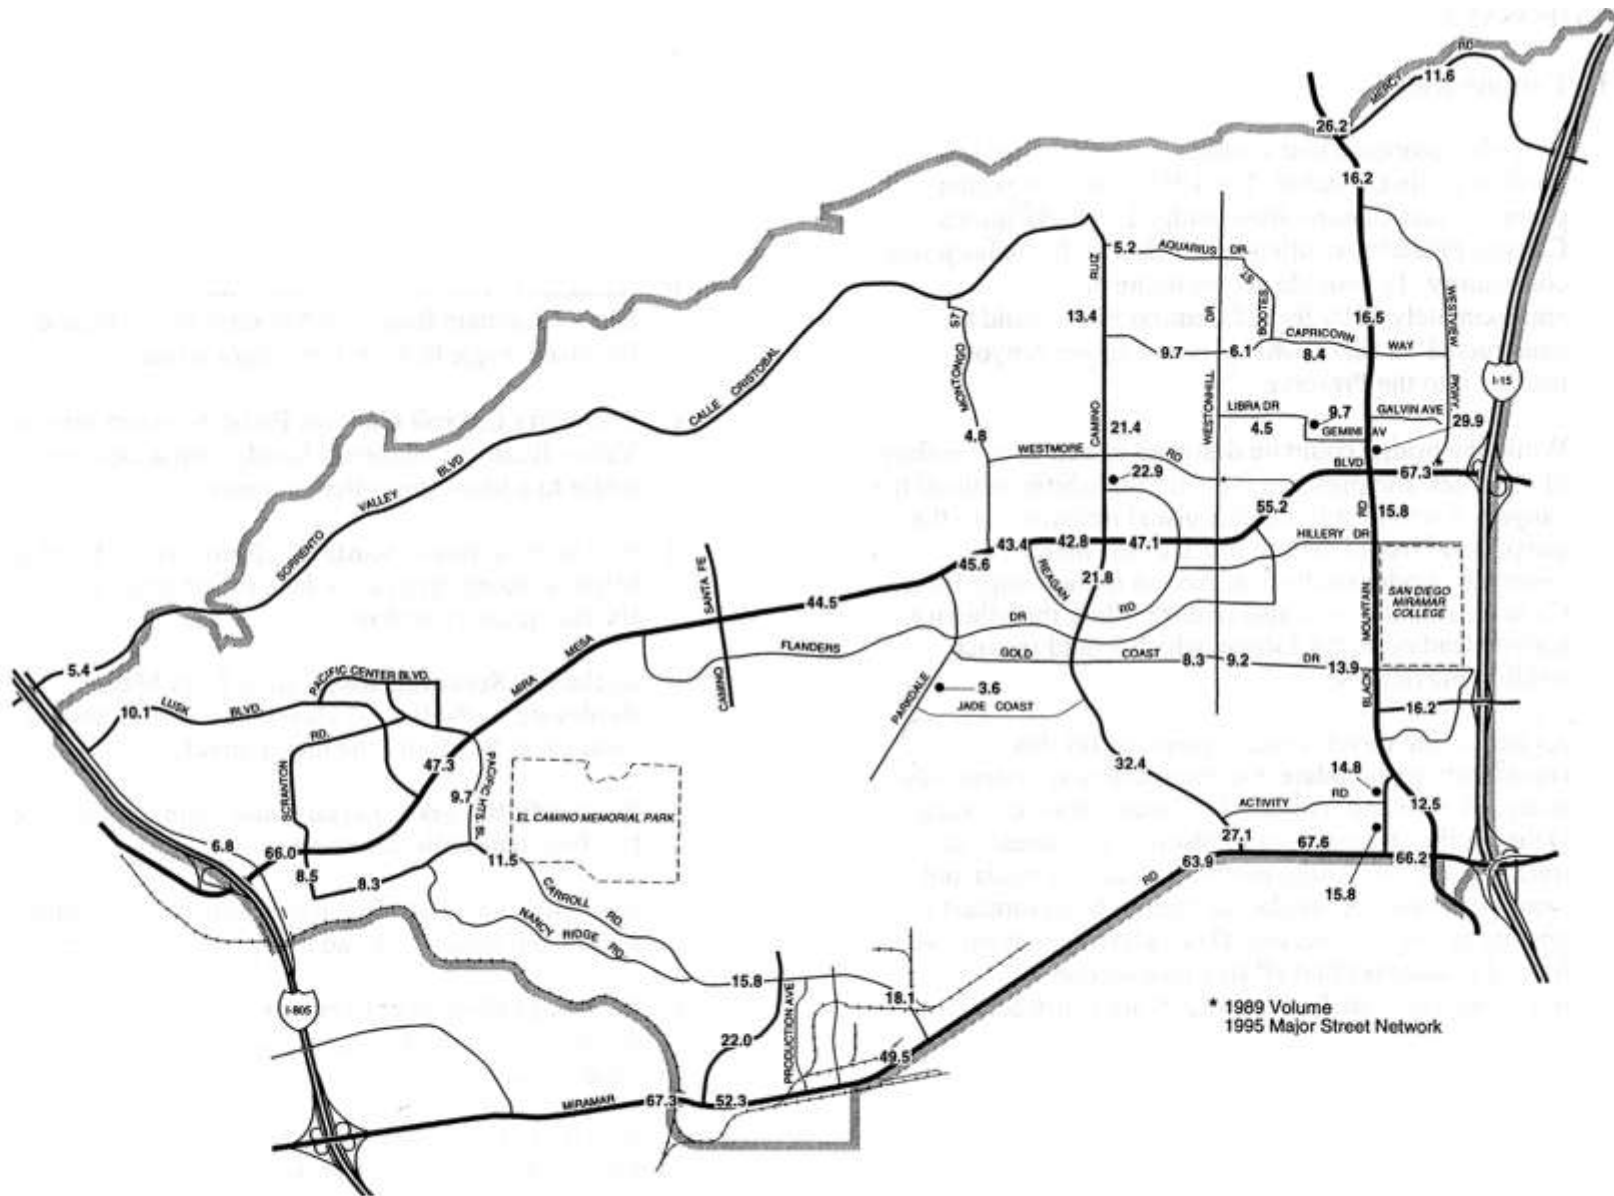 RD
MERCY
11.6
26.2
16.2
5.2
AQUARIUS DR.
RUIZ
ST
ZELODES
DR
WESTVIEW PKWY.
13.4
16.5
CAPRICORN WAY
9.7
6.1
8.4
I-15
MONTONGO ST
CALLE CRISTOBAL
LIBRA DR
9.7
GALVIN AVE
4.5
GEMINI AV
29.9
21.4
CAMINO
WESTONHILL
4.8
WESTMORE RD
BLVD
67.3
*
22.9
SORRENTO VALLEY BLVD
55.2
RD
15.8
HILLERY DR
43.4
42.8
47.1
45.6
REAGAN RD
21.8
SANTA FE
44.5
SAN DIEGO
MIRAMAR
COLLEGE
MOUNTAIN
MESA
FLANDERS DR
GOLD COAST DR
8.3
9.2
13.9
5.4
PACIFIC CENTER BLVD.
MIRA
CAMINO
PARKDALE
3.6
JADE COAST
BLACK
16.2
10.1
LUSK BLVD
RD.
SCRANTON
47.3
PACIFIC HTS. BL.
9.7
32.4
14.8
ACTIVITY RD
12.5
EL CAMINO MEMORIAL PARK
6.8
66.0
8.5
8.3
11.5
27.1
67.6
66.2
63.9
RD
15.8
CARROLL RD.
NANCY RIDGE RD
15.8
18.1
I-805
PRODUCTION AVE
22.0
49.5
MIRAMAR
67.3
52.3
* 1989 Volume
1995 Major Street Network